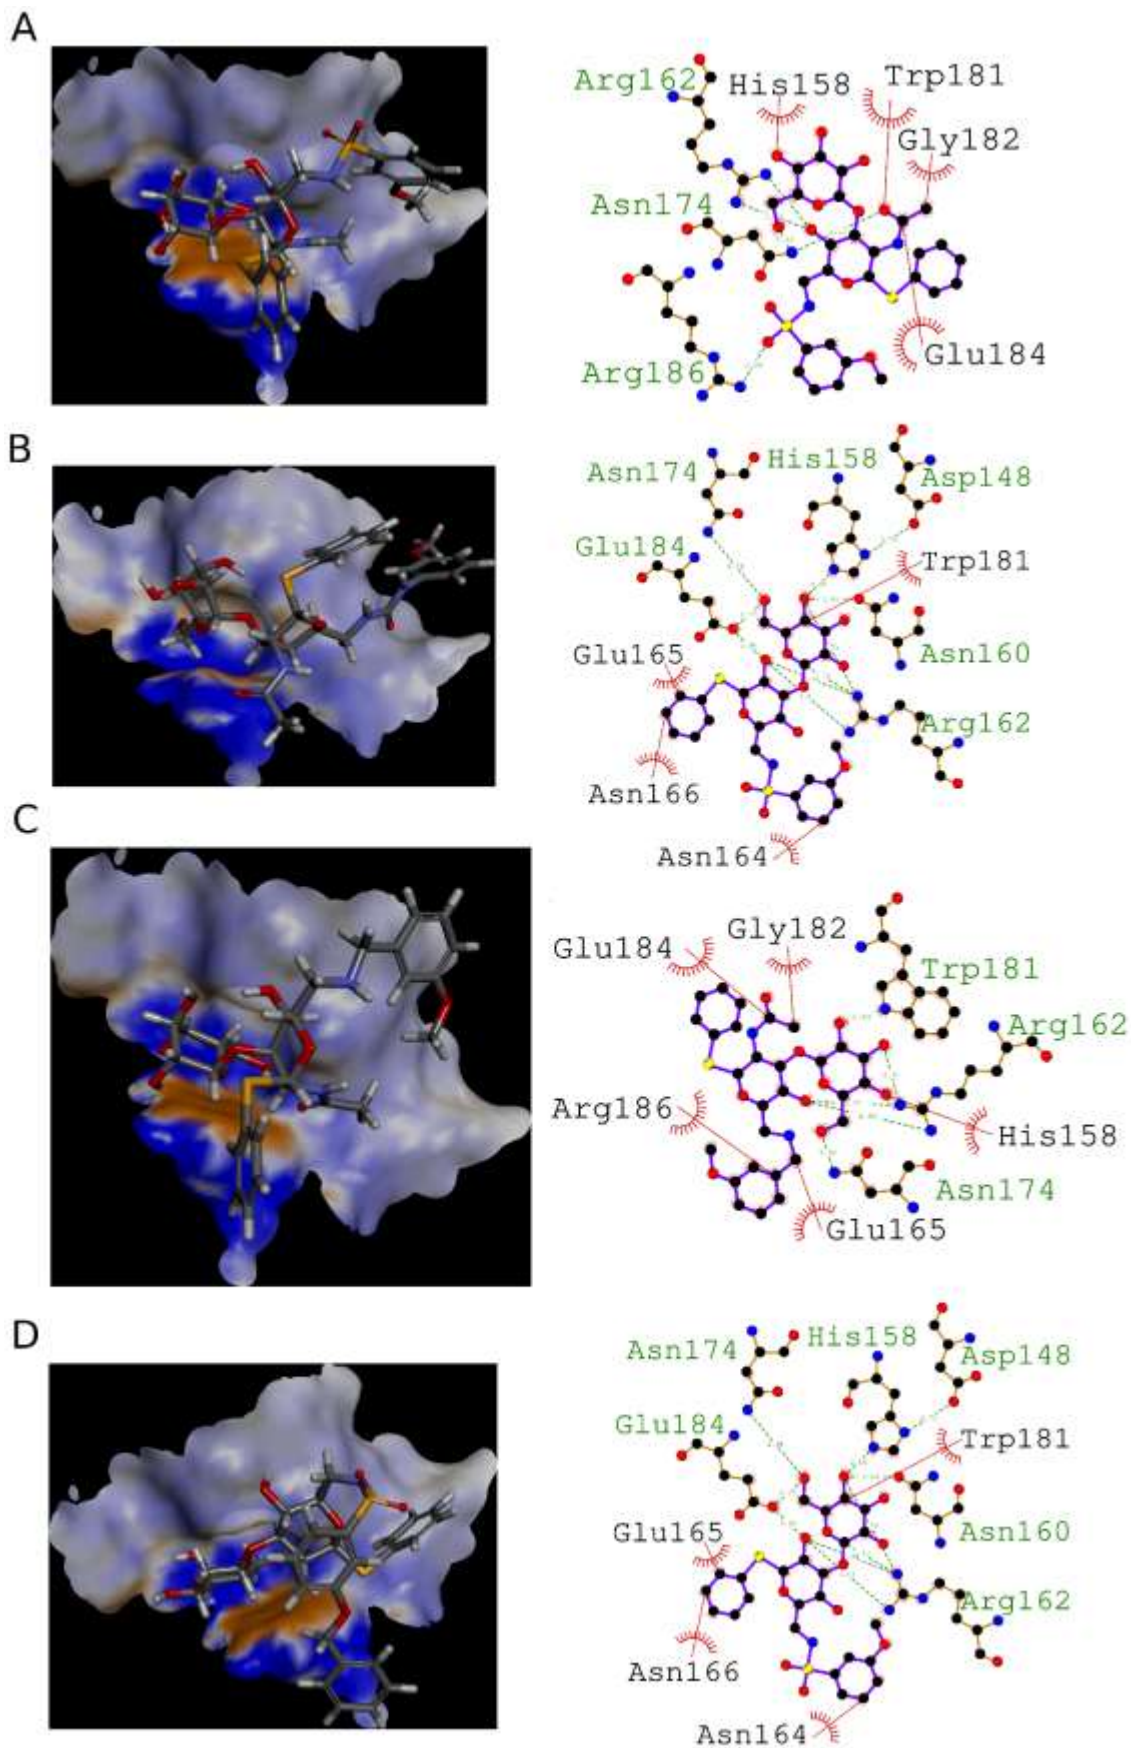 A
Arg162
His158
Trp181
Gly182
Asn174
Arg186
Glu184
B
Asn174
His158
Asp148
Glu184
Trp181
Glu165
Asn160
Arg162
Asn166
Asn164
C
Glu184
Gly182
Trp181
Arg162
Arg186
His158
Asn174
Glu165
D
Asn174
His158
Asp148
Glu184
Trp181
Glu165
Asn160
Arg162
Asn166
Asn164